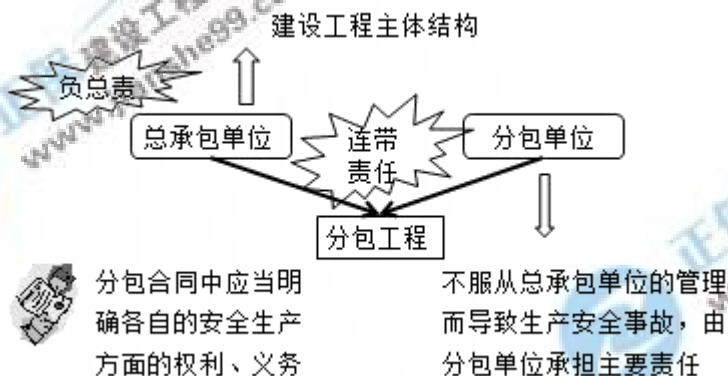 建设工程主体结构
负总责
总承包单位
连带
责任
分包单位
分包工程
分包合同中应当明
确各自的安全生产
方面的权利、义务
不服从总承包单位的管理
而导致生产安全事故，由
分包单位承担主要责任